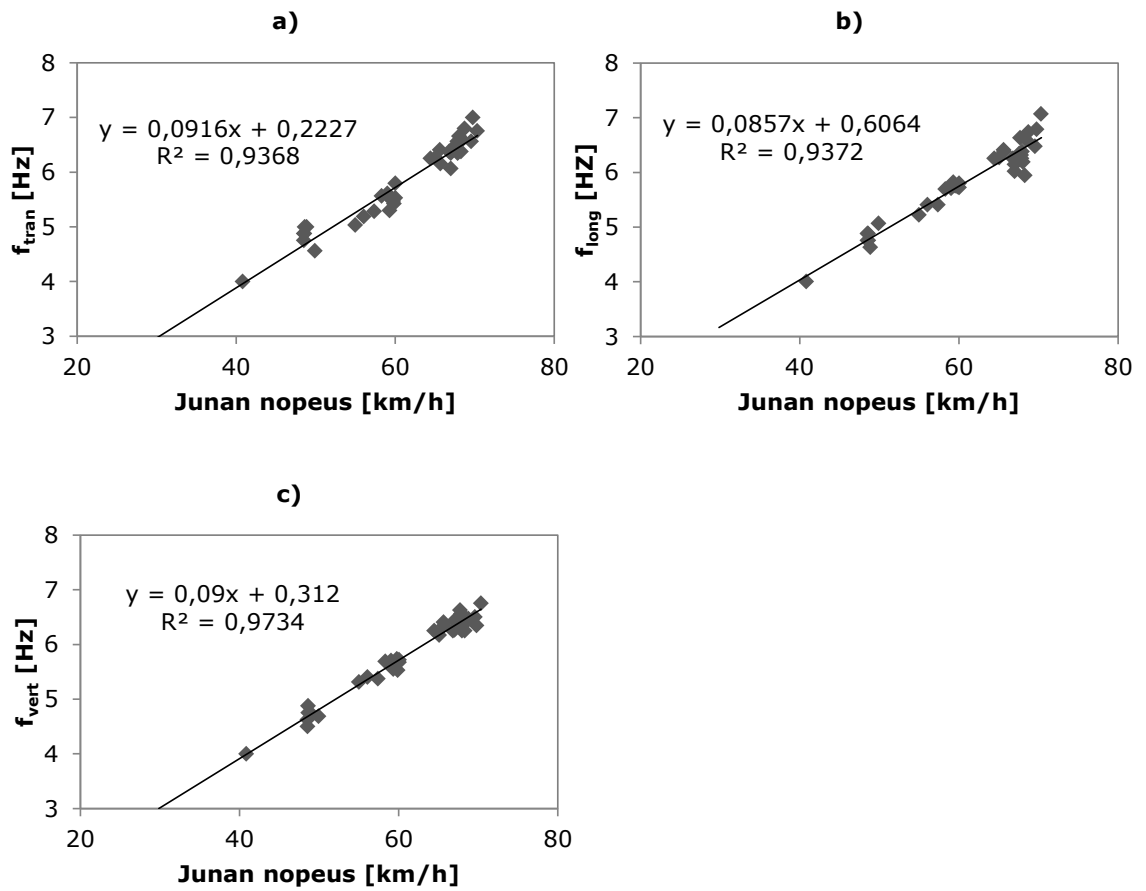 a)
8
7
6
5
4
3
f_tran [Hz]
y = 0,0916x + 0,2227
R² = 0,9368
20 40 60 80
Junan nopeus [km/h]
b)
8
7
6
5
4
3
f_long [HZ]
y = 0,0857x + 0,6064
R² = 0,9372
20 40 60 80
Junan nopeus [km/h]
c)
8
7
6
5
4
3
f_vert [Hz]
y = 0,09x + 0,312
R² = 0,9734
20 40 60 80
Junan nopeus [km/h]